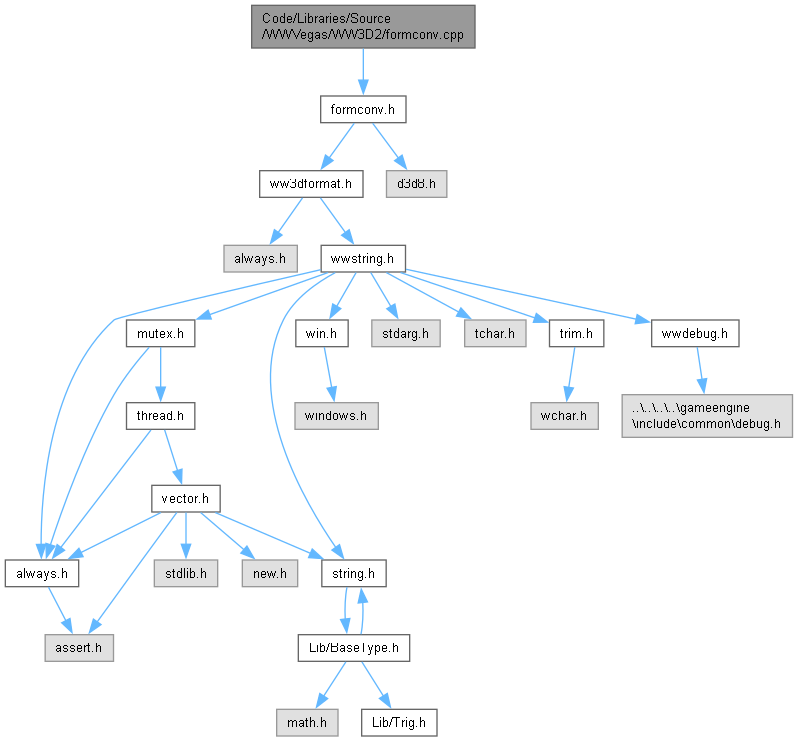 Code/Libraries/Source
/WWVegas/WW3D2/formconv.cpp
formconv.h
ww3dformat.h
d3d8.h
always.h
wwstring.h
mutex.h
win.h
stdarg.h
tchar.h
trim.h
wwdebug.h
thread.h
windows.h
wchar.h
..\..\..\..\gameengine
\include\common\debug.h
vector.h
always.h
stdlib.h
new.h
string.h
assert.h
Lib/BaseType.h
math.h
Lib/Trig.h